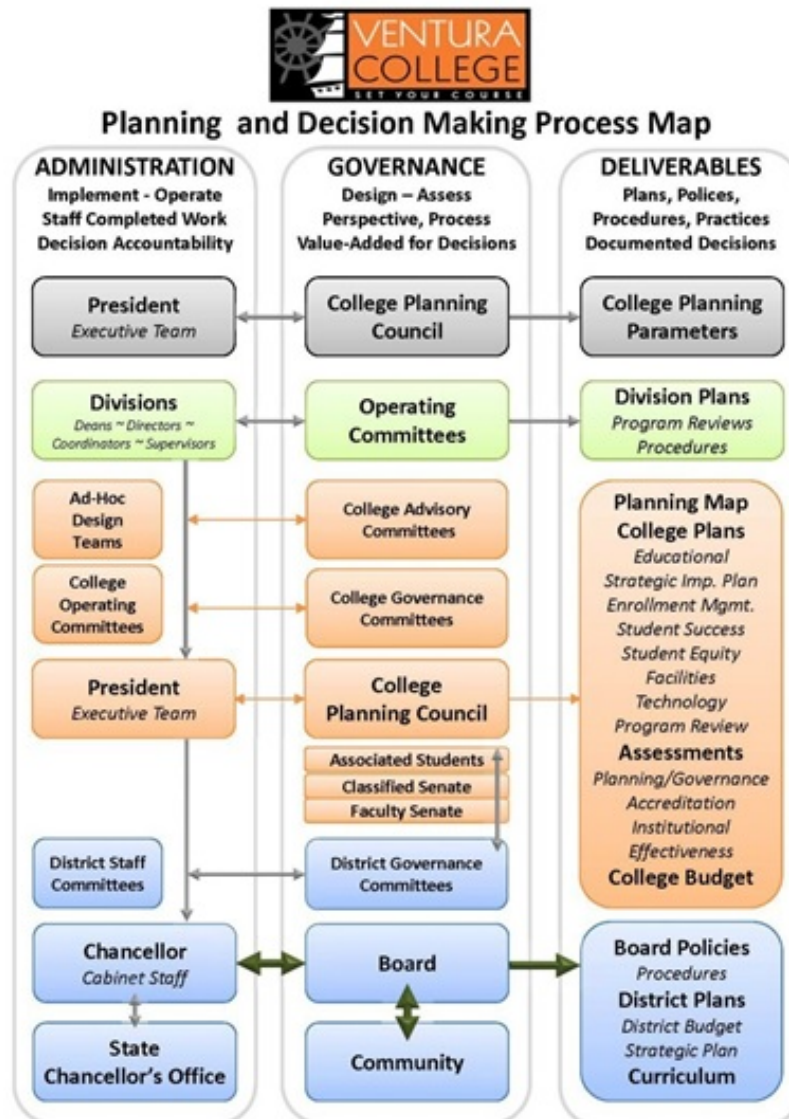 VENTURA
COLLEGE
SET YOUR COURSE
Planning and Decision Making Process Map
ADMINISTRATION
Implement - Operate
Staff Completed Work
Decision Accountability
GOVERNANCE
Design – Assess
Perspective, Process
Value-Added for Decisions
DELIVERABLES
Plans, Polices,
Procedures, Practices
Documented Decisions
President
Executive Team
College Planning
Council
College Planning
Parameters
Divisions
Deans ~ Directors ~
Coordinators ~ Supervisors
Operating
Committees
Division Plans
Program Reviews
Procedures
Ad-Hoc
Design
Teams
College Advisory
Committees
College
Operating
Committees
College Governance
Committees
President
Executive Team
College
Planning Council
Associated Students
Classified Senate
Faculty Senate
Planning Map
College Plans
Educational
Strategic Imp. Plan
Enrollment Mgmt.
Student Success
Student Equity
Facilities
Technology
Program Review
Assessments
Planning/Governance
Accreditation
Institutional
Effectiveness
College Budget
District Staff
Committees
District Governance
Committees
Chancellor
Cabinet Staff
Board
Board Policies
Procedures
District Plans
District Budget
Strategic Plan
Curriculum
State
Chancellor's Office
Community